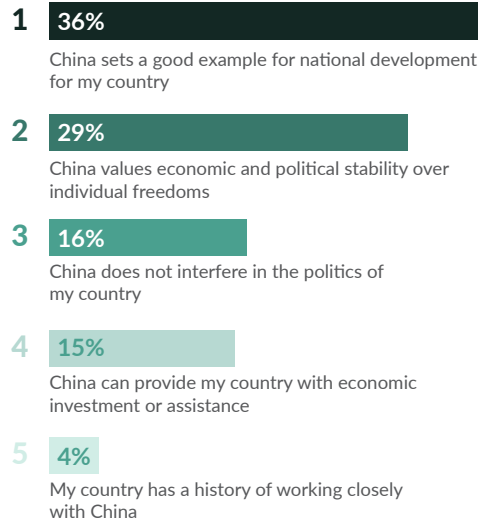 1
36%
China sets a good example for national development
for my country
2
29%
China values economic and political stability over
individual freedoms
3
16%
China does not interfere in the politics of
my country
4
15%
China can provide my country with economic
investment or assistance
5
4%
My country has a history of working closely
with China